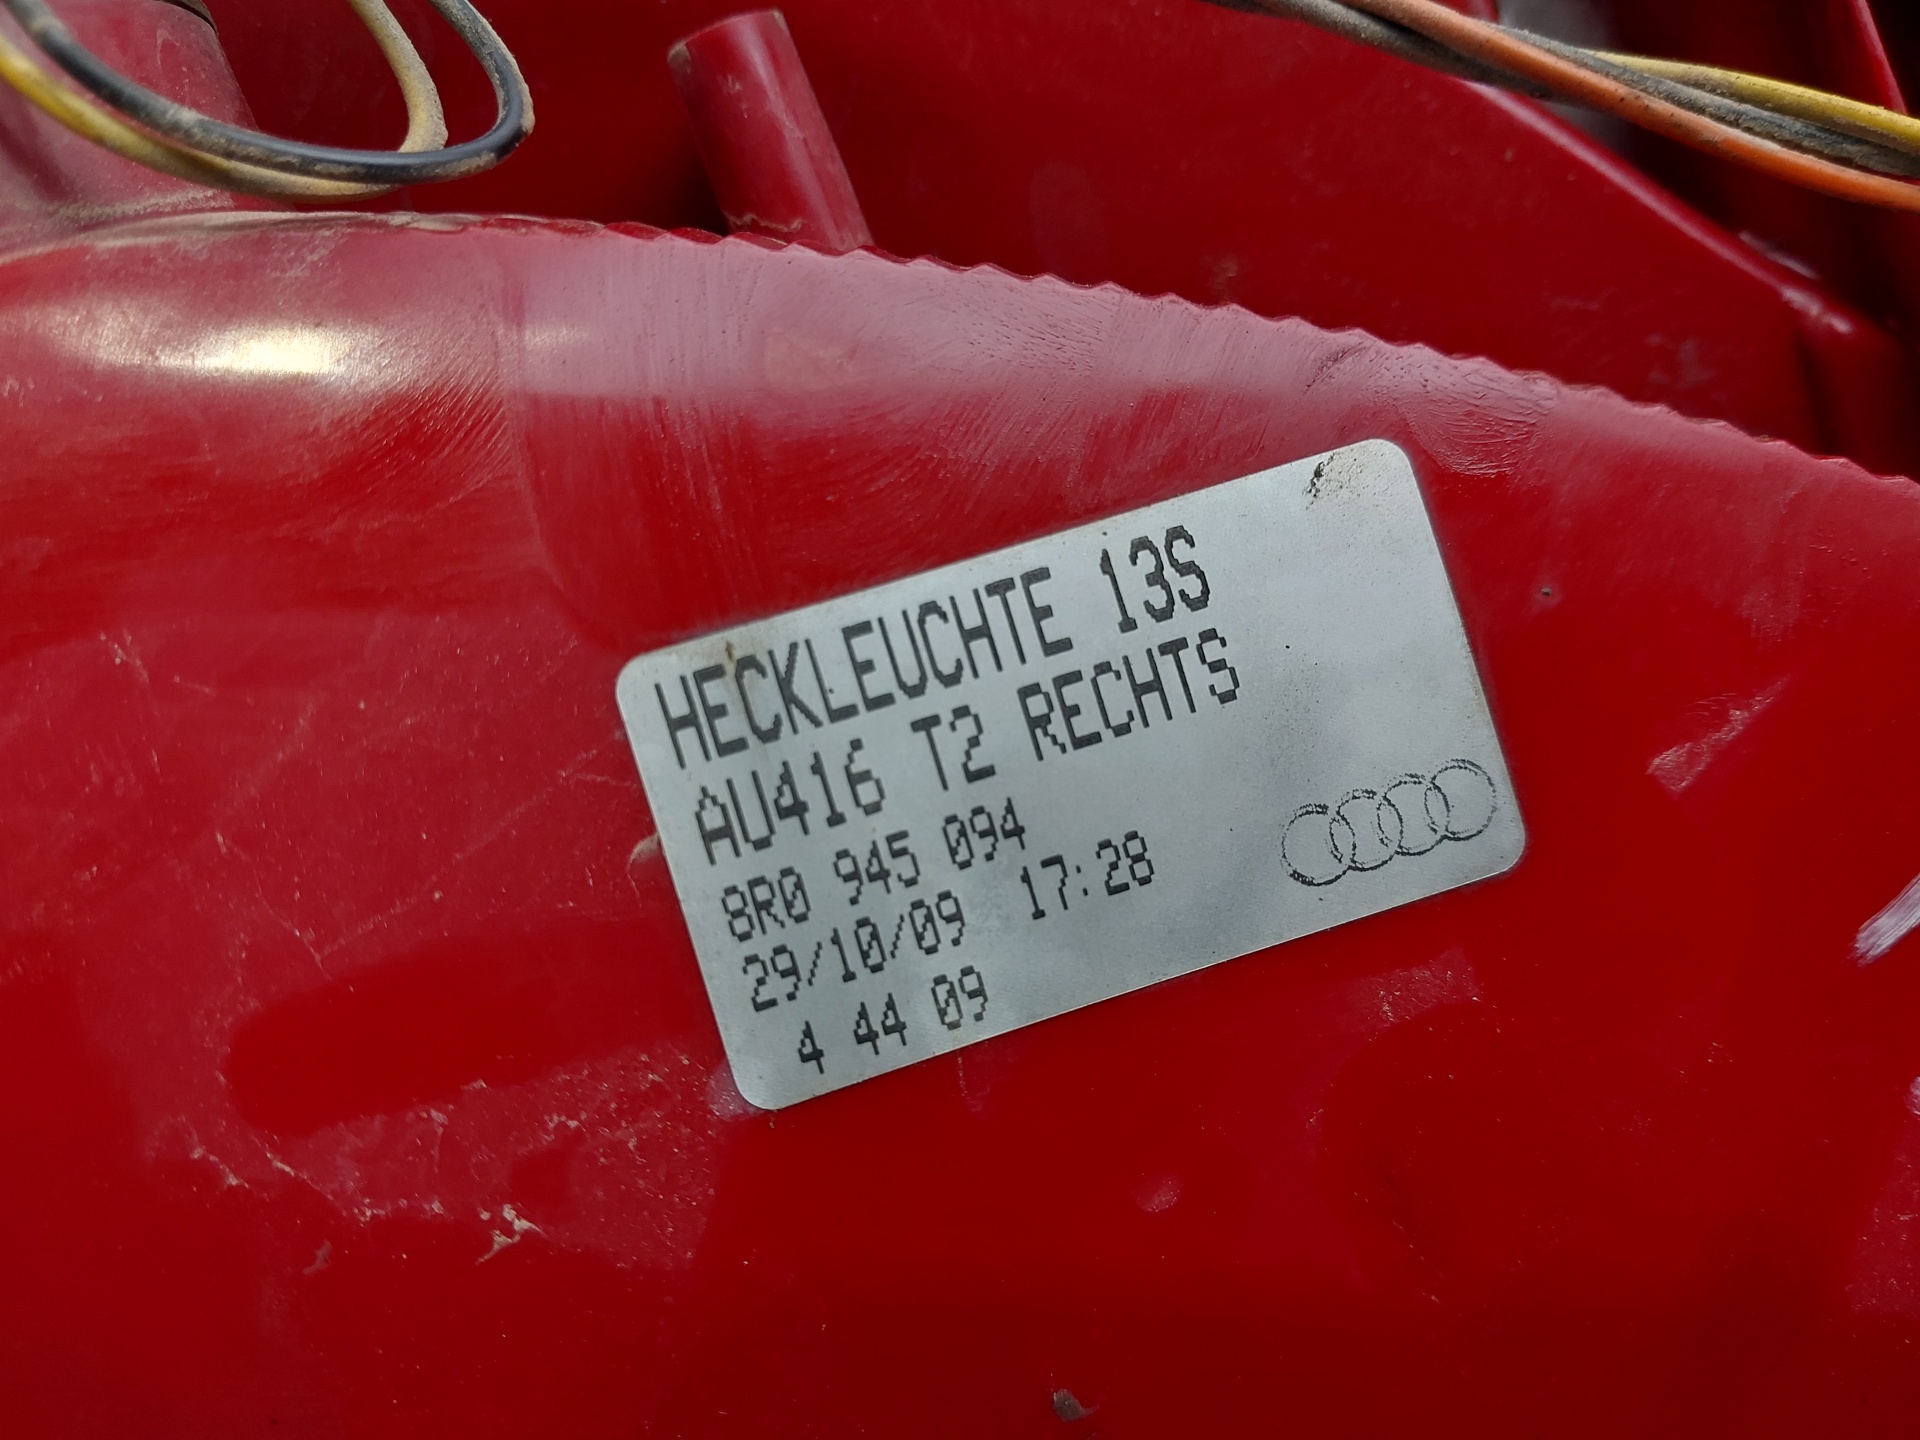 HECKLEUCHTE 13S
AU416 T2 RECHTS
8R0 945 094
29/10/09 17:28
4 44 09